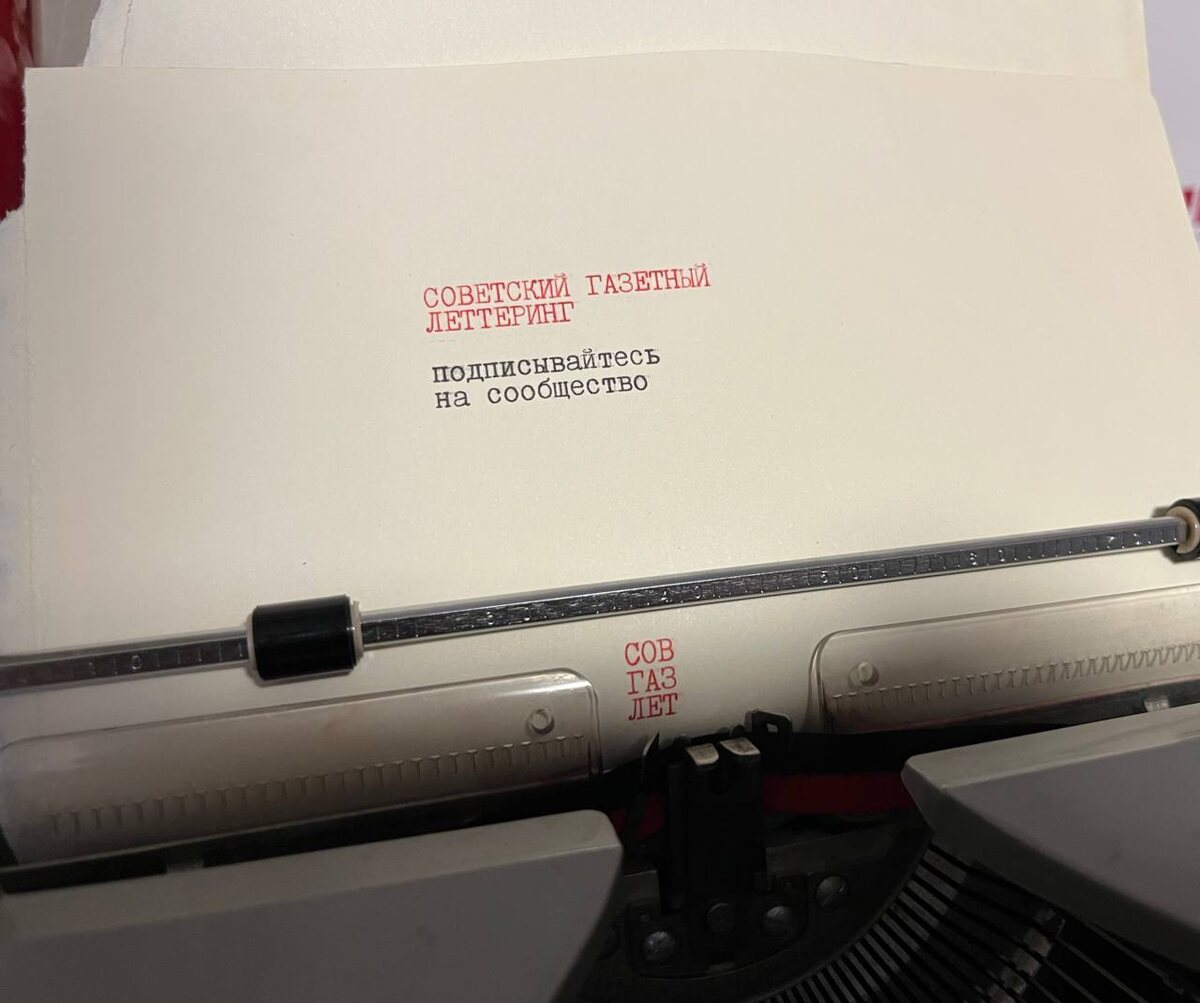 СОВЕТСКИЙ ГАЗЕТНЫЙ
ЛЕТТЕРИНГ
подписывайтесь
на сообщество
СОВ
ГАЗ
ЛЕТ